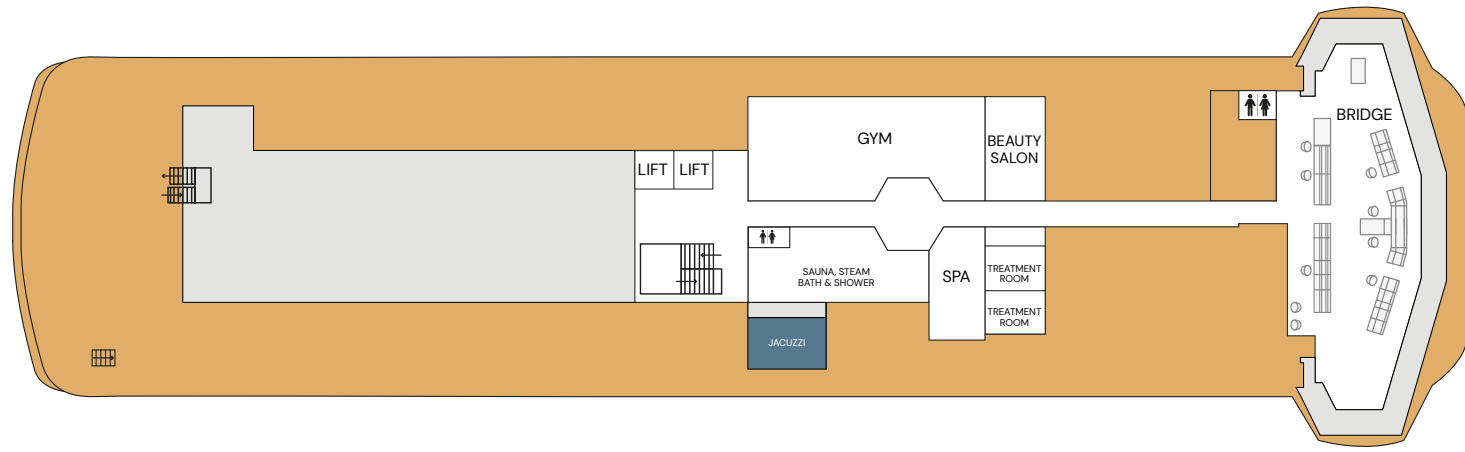 BRIDGE
GYM
BEAUTY
SALON
LIFT
LIFT
SAUNA, STEAM
BATH & SHOWER
SPA
TREATMENT
ROOM
TREATMENT
ROOM
JACUZZI